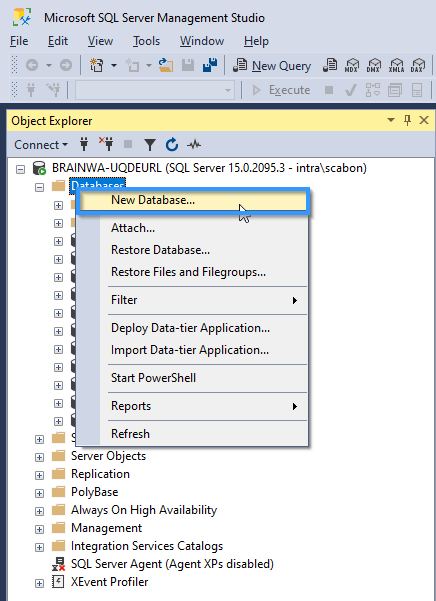 Microsoft SQL Server Management Studio
File Edit View Tools Window Help
New Query MDX DMX XMLA DAX
Execute
Object Explorer
Connect
BRAINWA-UQDEURL (SQL Server 15.0.2095.3 - intra\scabon)
Databases
New Database...
Attach...
Restore Database...
Restore Files and Filegroups...
Filter
Deploy Data-tier Application...
Import Data-tier Application...
Start PowerShell
Reports
Refresh
S
Server Objects
Replication
PolyBase
Always On High Availability
Management
Integration Services Catalogs
SQL Server Agent (Agent XPs disabled)
XEvent Profiler